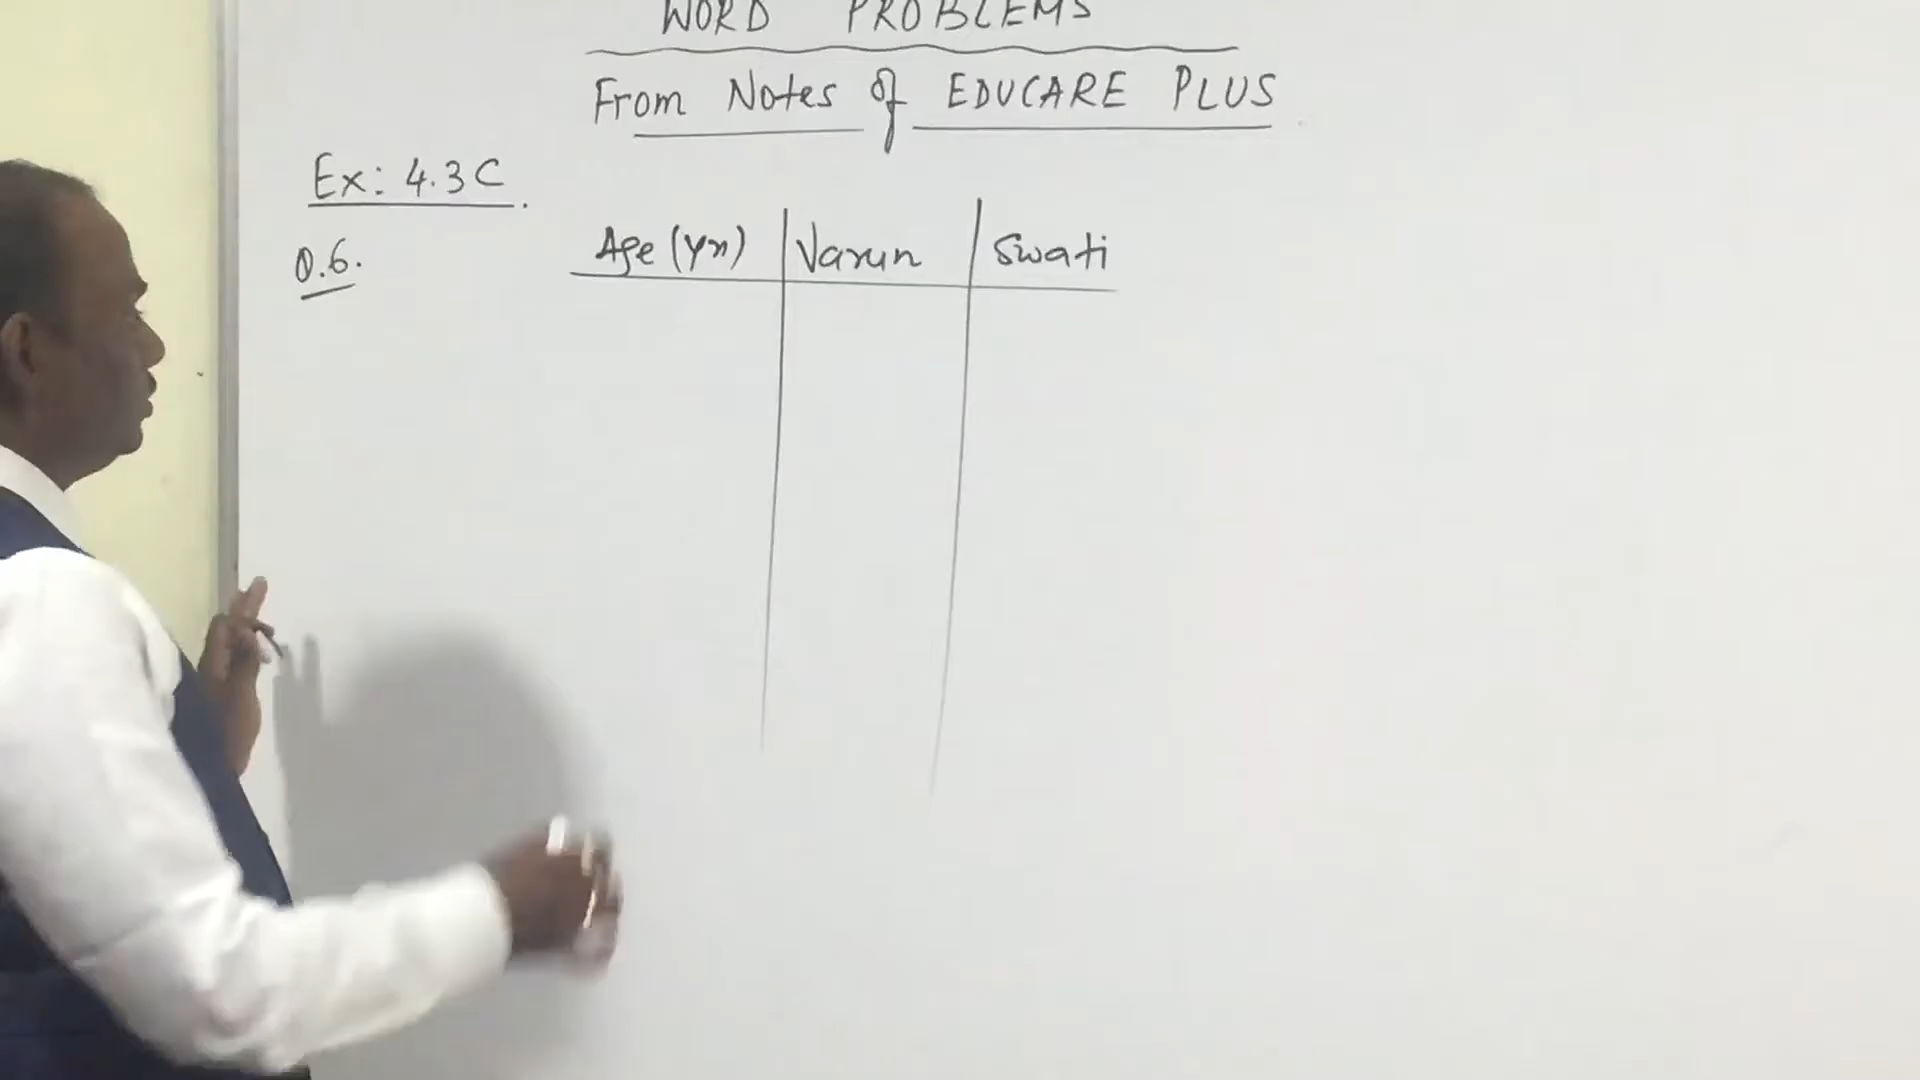 WORD PROBLEMS
From Notes of EDUCARE PLUS
Ex: 4.3C.
Q.6.
Age (yr) Varun Swati